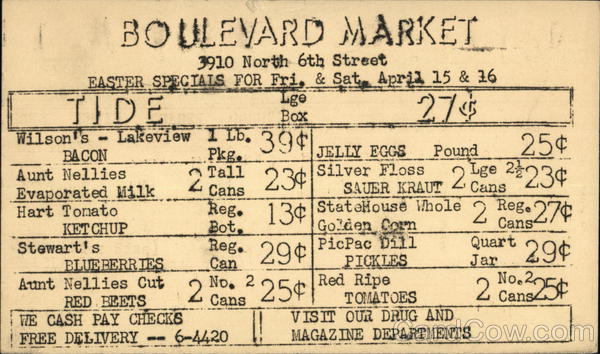 BOULEVARD MARKET
3910 North 6th Street
EASTER SPECIALS FOR Fri. & Sat. April 15 & 16
TIDE Lge Box 27¢
Wilson's - Lakeview 1 Lb. 39¢
BACON Pkg.
Aunt Nellies 2 Tall 23¢
Evaporated Milk Cans
Hart Tomato Reg. 13¢
KETCHUP Bot.
Stewart's Reg. 29¢
BLUEBERRIES Can
Aunt Nellies Cut 2 No. 2 25¢
RED BEETS Cans
JELLY EGGS Pound 25¢
Silver Floss 2 Lge 2½ 23¢
SAUER KRAUT Cans
StateHouse Whole 2 Reg. 27¢
Golden Corn Cans
PicPac Dill Quart 29¢
PICKLES Jar
Red Ripe 2 No.2 25¢
TOMATOES Cans
WE CASH PAY CHECKS
FREE DELIVERY -- 6-4420
VISIT OUR DRUG AND
MAGAZINE DEPARTMENTS
CardCow.com